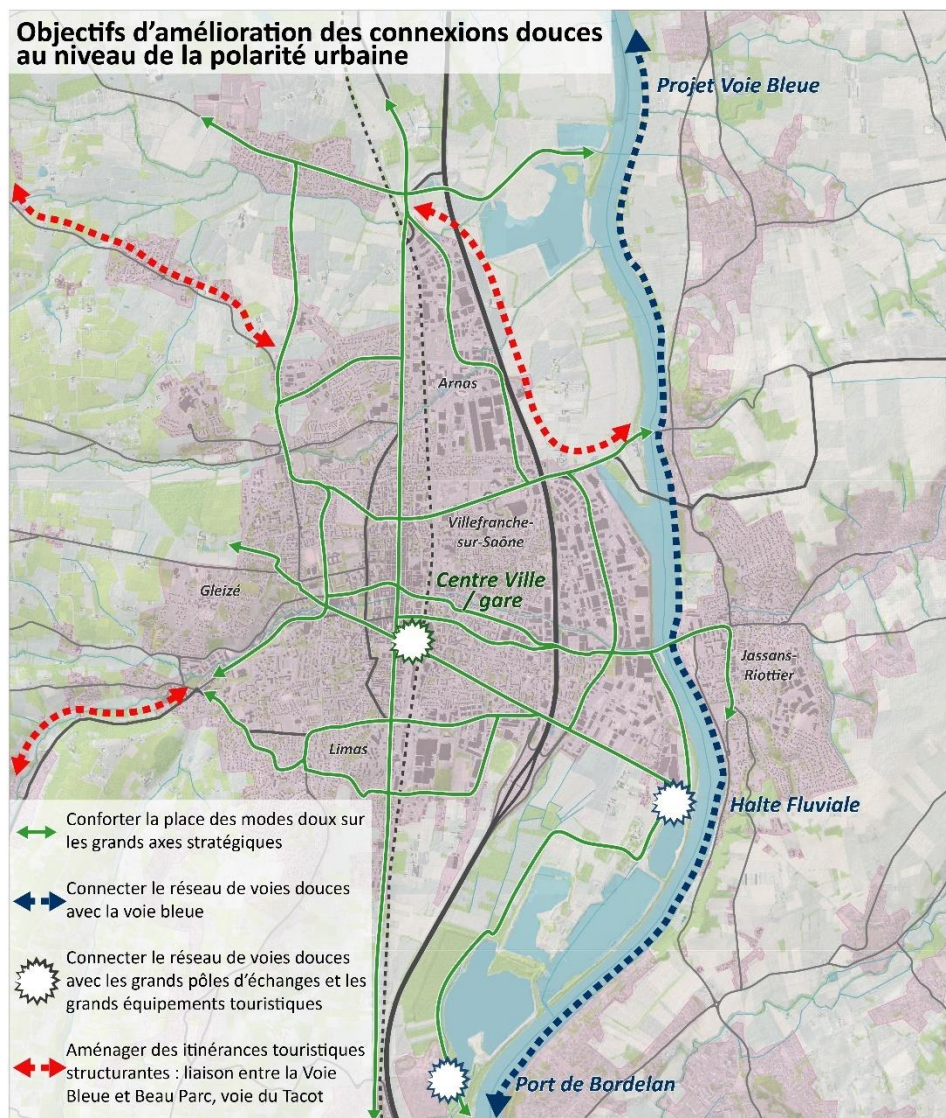 Objectifs d'amélioration des connexions douces
au niveau de la polarité urbaine
Projet Voie Bleue
Arnas
Villefranche-
sur-Saône
Centre Ville
/ gare
Gleizé
Jassans-
Riottier
Limas
Halte Fluviale
Conforter la place des modes doux sur
les grands axes stratégiques
Connecter le réseau de voies douces
avec la voie bleue
Connecter le réseau de voies douces
avec les grands pôles d'échanges et les
grands équipements touristiques
Aménager des itinérances touristiques
structurantes : liaison entre la Voie
Bleue et Beau Parc, voie du Tacot
Port de Bordelan